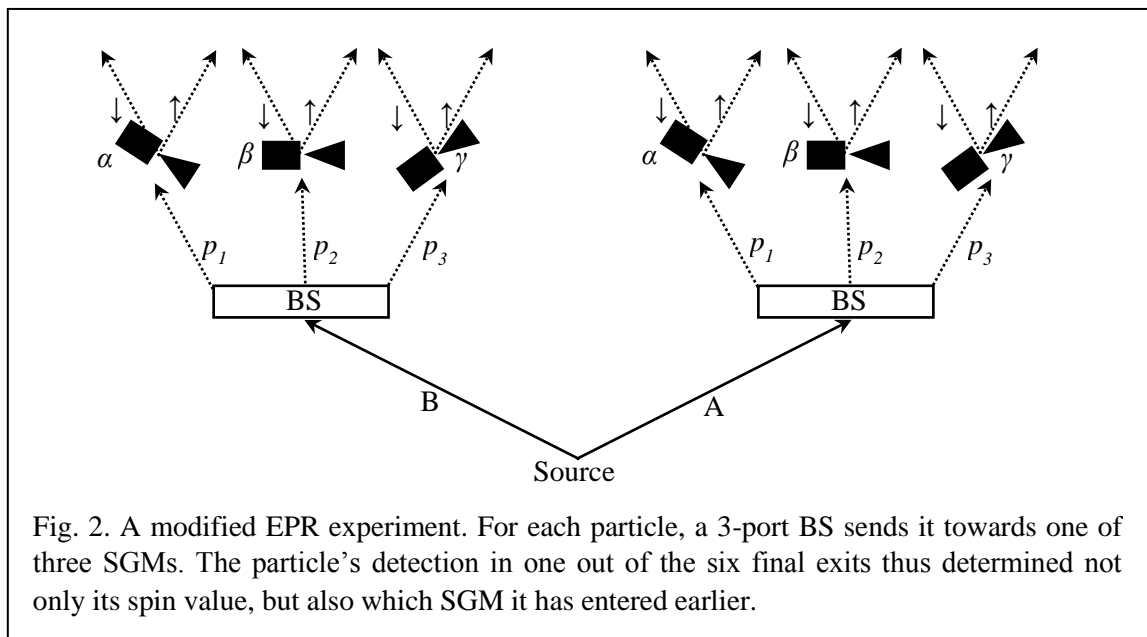 ↓ ↑ ↓ ↑ ↓ ↑ ↓ ↑ ↓ ↑ ↓ ↑
α β γ α β γ
p₁ p₂ p₃ p₁ p₂ p₃
BS BS
B A
Source
Fig. 2. A modified EPR experiment. For each particle, a 3-port BS sends it towards one of
three SGMs. The particle’s detection in one out of the six final exits thus determined not
only its spin value, but also which SGM it has entered earlier.